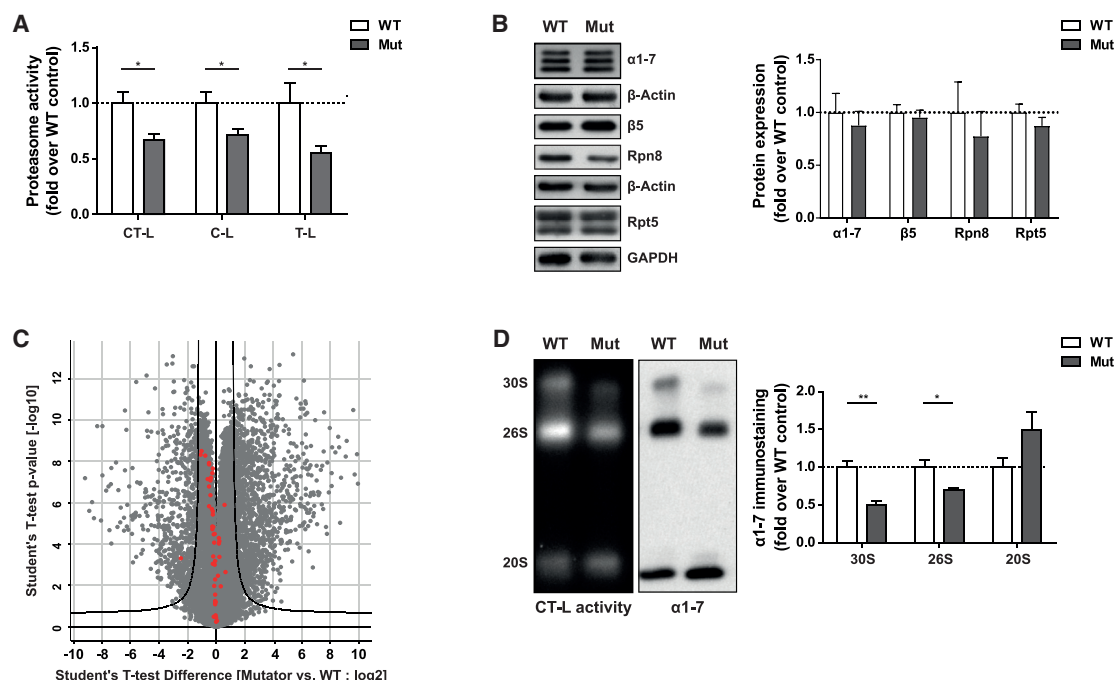 A
WT
Mut
Proteasome activity
(fold over WT control)
1.5
1.0
0.5
0.0
* * *
CT-L C-L T-L
B
WT Mut
α1-7
β-Actin
β5
Rpn8
β-Actin
Rpt5
GAPDH
WT
Mut
Protein expression
(fold over WT control)
1.5
1.0
0.5
0.0
α1-7 β5 Rpn8 Rpt5
C
Student's T-test p-value [-log10]
12
10
8
6
4
2
0
-10 -8 -6 -4 -2 0 2 4 6 8 10
Student's T-test Difference [Mutator vs. WT : log2]
D
WT Mut WT Mut
30S
26S
20S
CT-L activity α1-7
WT
Mut
α1-7 immunostaining
(fold over WT control)
2.0
1.5
1.0
0.5
0.0
** *
30S 26S 20S